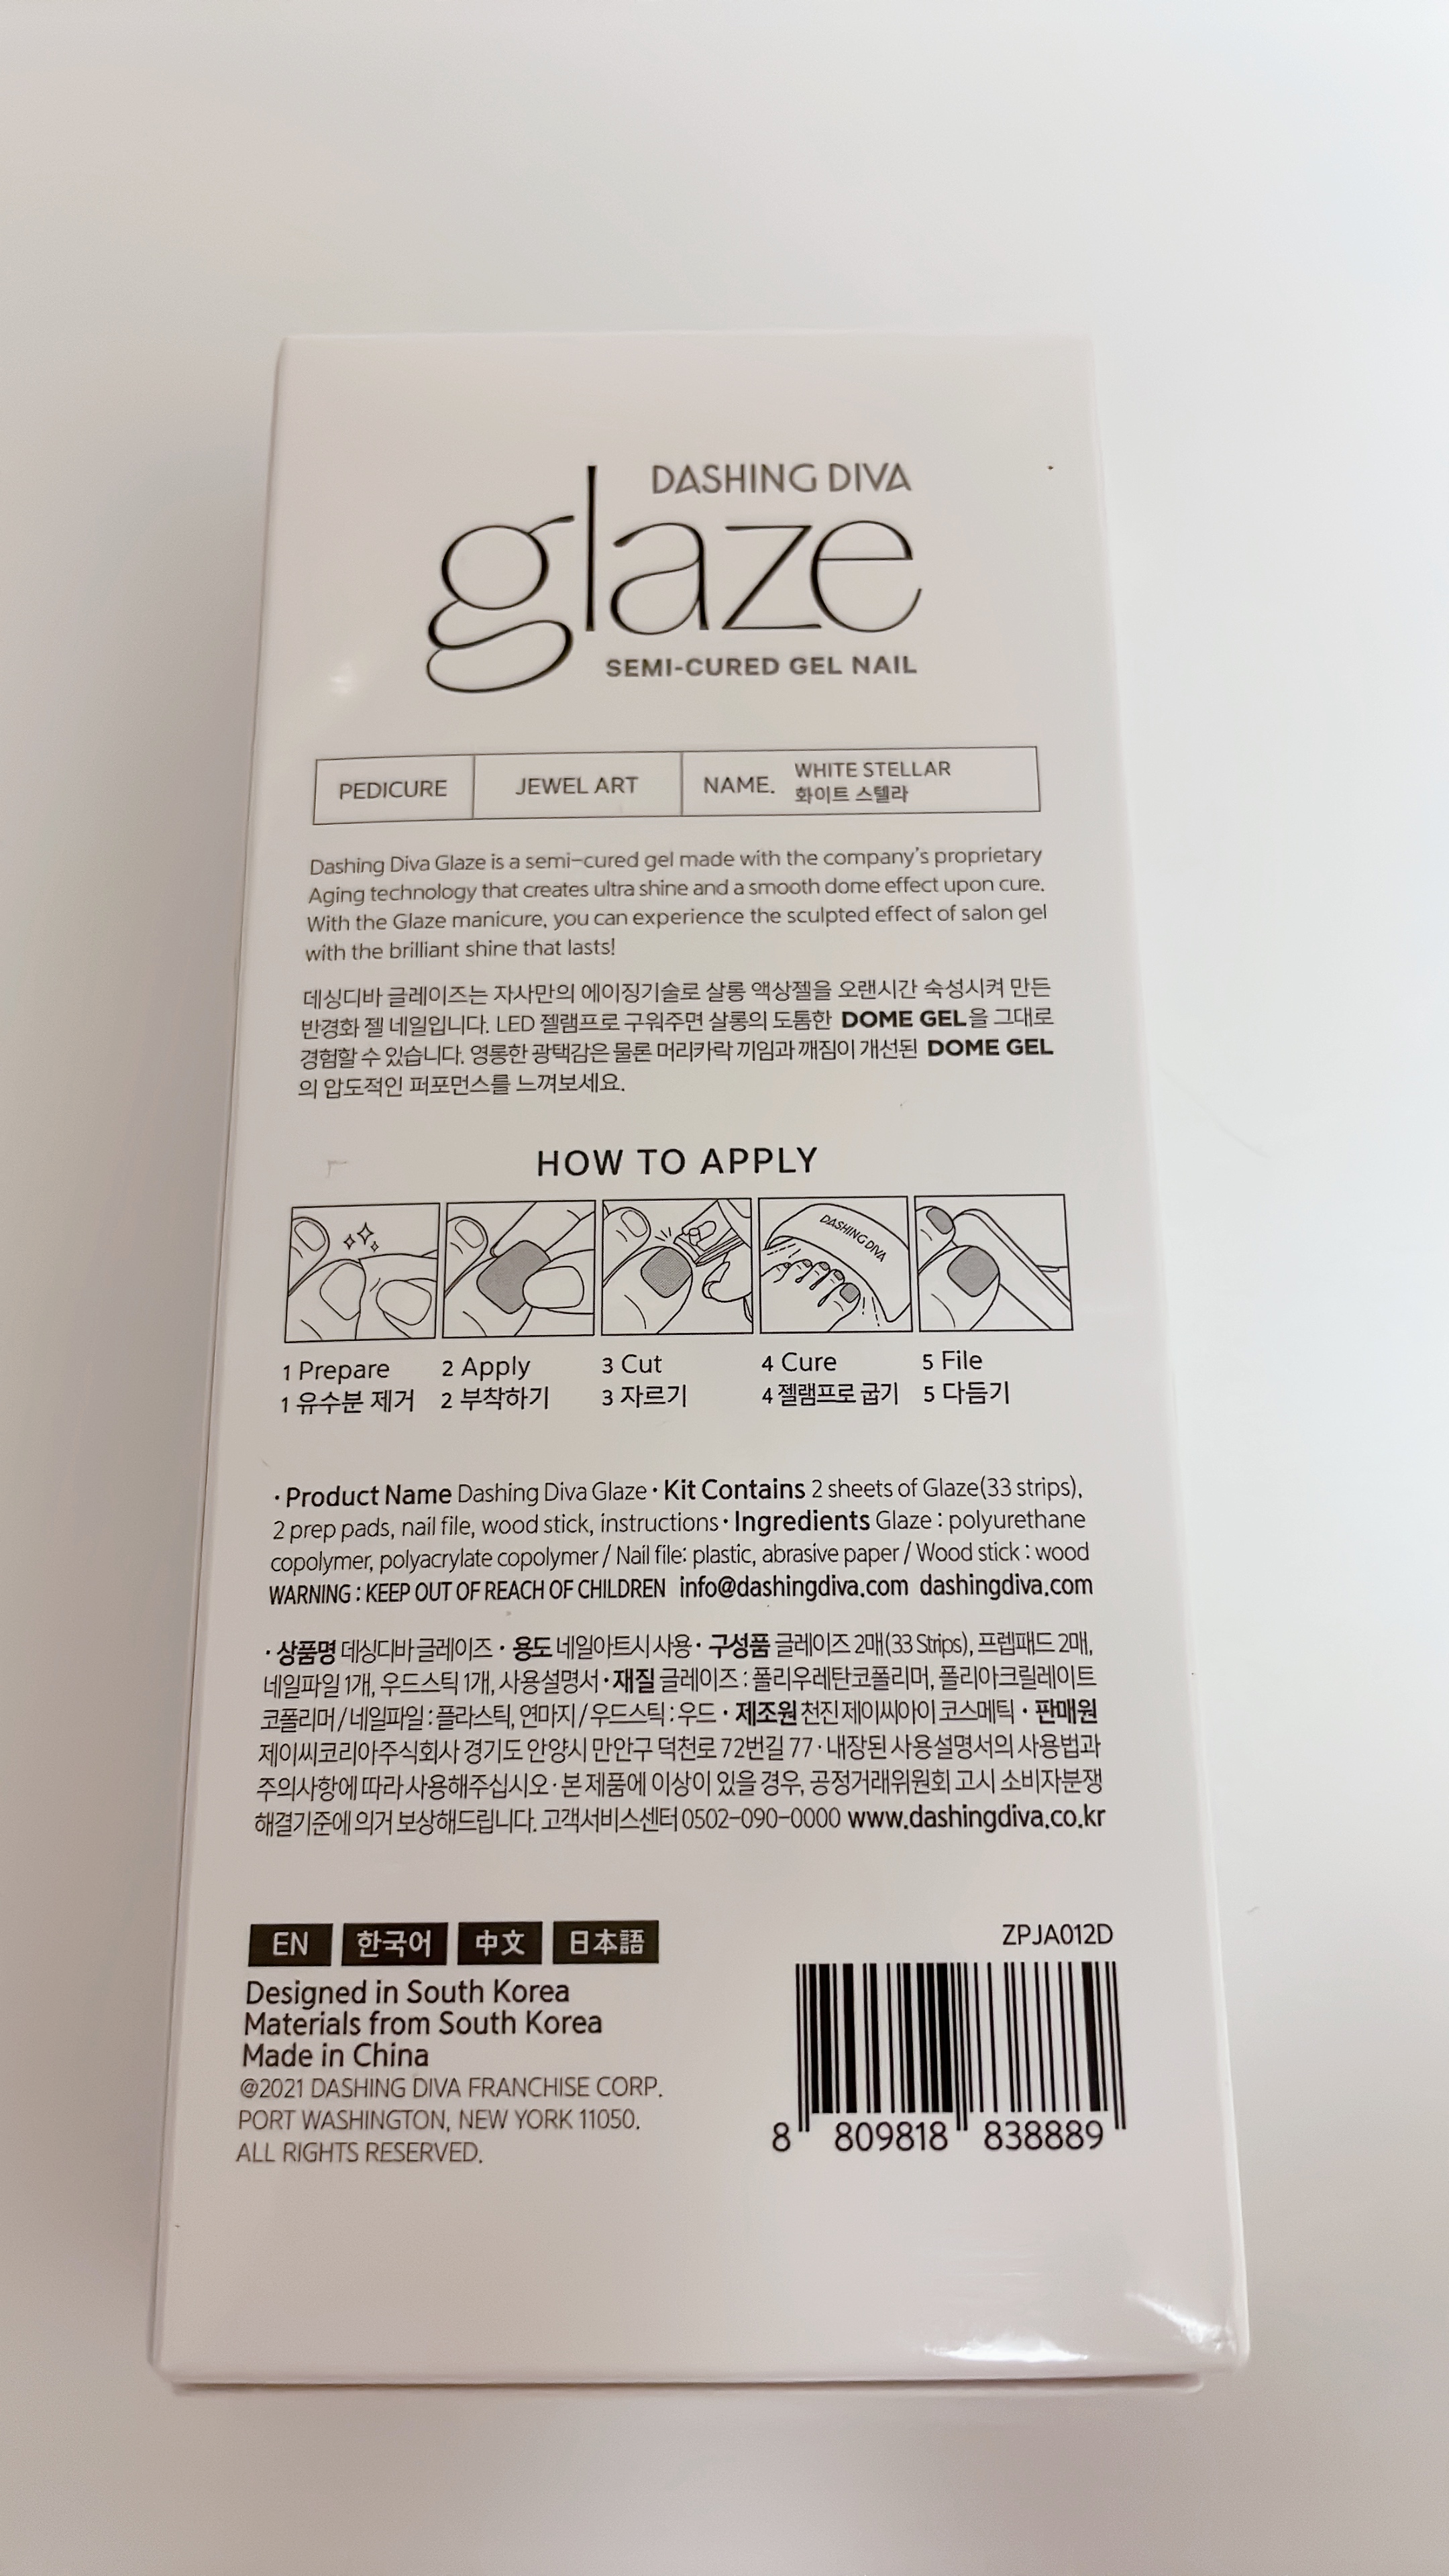 DASHING DIVA
glaze
SEMI-CURED GEL NAIL
PEDICURE
JEWEL ART
NAME.
WHITE STELLAR
화이트 스텔라
Dashing Diva Glaze is a semi-cured gel made with the company's proprietary
Aging technology that creates ultra shine and a smooth dome effect upon cure.
With the Glaze manicure, you can experience the sculpted effect of salon gel
with the brilliant shine that lasts!
데싱디바 글레이즈는 자사만의 에이징기술로 살롱 액상젤을 오랜시간 숙성시켜 만든
반경화 젤 네일입니다. LED 젤램프로 구워주면 살롱의 도톰한 DOME GEL을 그대로
경험할 수 있습니다. 영롱한 광택감은 물론 머리카락 끼임과 깨짐이 개선된 DOME GEL
의 압도적인 퍼포먼스를 느껴보세요.
HOW TO APPLY
DASHING DIVA
1 Prepare
1 유수분 제거
2 Apply
2 부착하기
3 Cut
3 자르기
4 Cure
4 젤램프로 굽기
5 File
5 다듬기
· Product Name Dashing Diva Glaze · Kit Contains 2 sheets of Glaze(33 strips),
2 prep pads, nail file, wood stick, instructions · Ingredients Glaze : polyurethane
copolymer, polyacrylate copolymer / Nail file: plastic, abrasive paper / Wood stick : wood
WARNING : KEEP OUT OF REACH OF CHILDREN info@dashingdiva.com dashingdiva.com
· 상품명 데싱디바 글레이즈 · 용도 네일아트시 사용 · 구성품 글레이즈 2매(33 Strips), 프렙패드 2매,
네일파일 1개, 우드스틱 1개, 사용설명서 · 재질 글레이즈 : 폴리우레탄코폴리머, 폴리아크릴레이트
코폴리머 / 네일파일 : 플라스틱, 연마지 / 우드스틱 : 우드 · 제조원 천진제이씨아이 코스메틱 · 판매원
제이씨코리아주식회사 경기도 안양시 만안구 덕천로 72번길 77 · 내장된 사용설명서의 사용법과
주의사항에 따라 사용해주십시오 · 본 제품에 이상이 있을 경우, 공정거래위원회 고시 소비자분쟁
해결기준에 의거 보상해드립니다. 고객서비스센터 0502-090-0000 www.dashingdiva.co.kr
EN 한국어 中文 日本語
Designed in South Korea
Materials from South Korea
Made in China
@2021 DASHING DIVA FRANCHISE CORP.
PORT WASHINGTON, NEW YORK 11050.
ALL RIGHTS RESERVED.
ZPJA012D
8 809818 838889